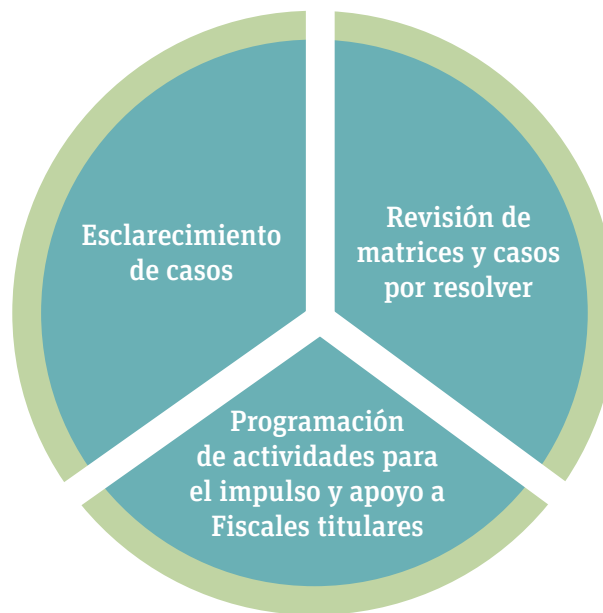 Esclarecimiento
de casos
Revisión de
matrices y casos
por resolver
Programación
de actividades para
el impulso y apoyo a
Fiscales titulares